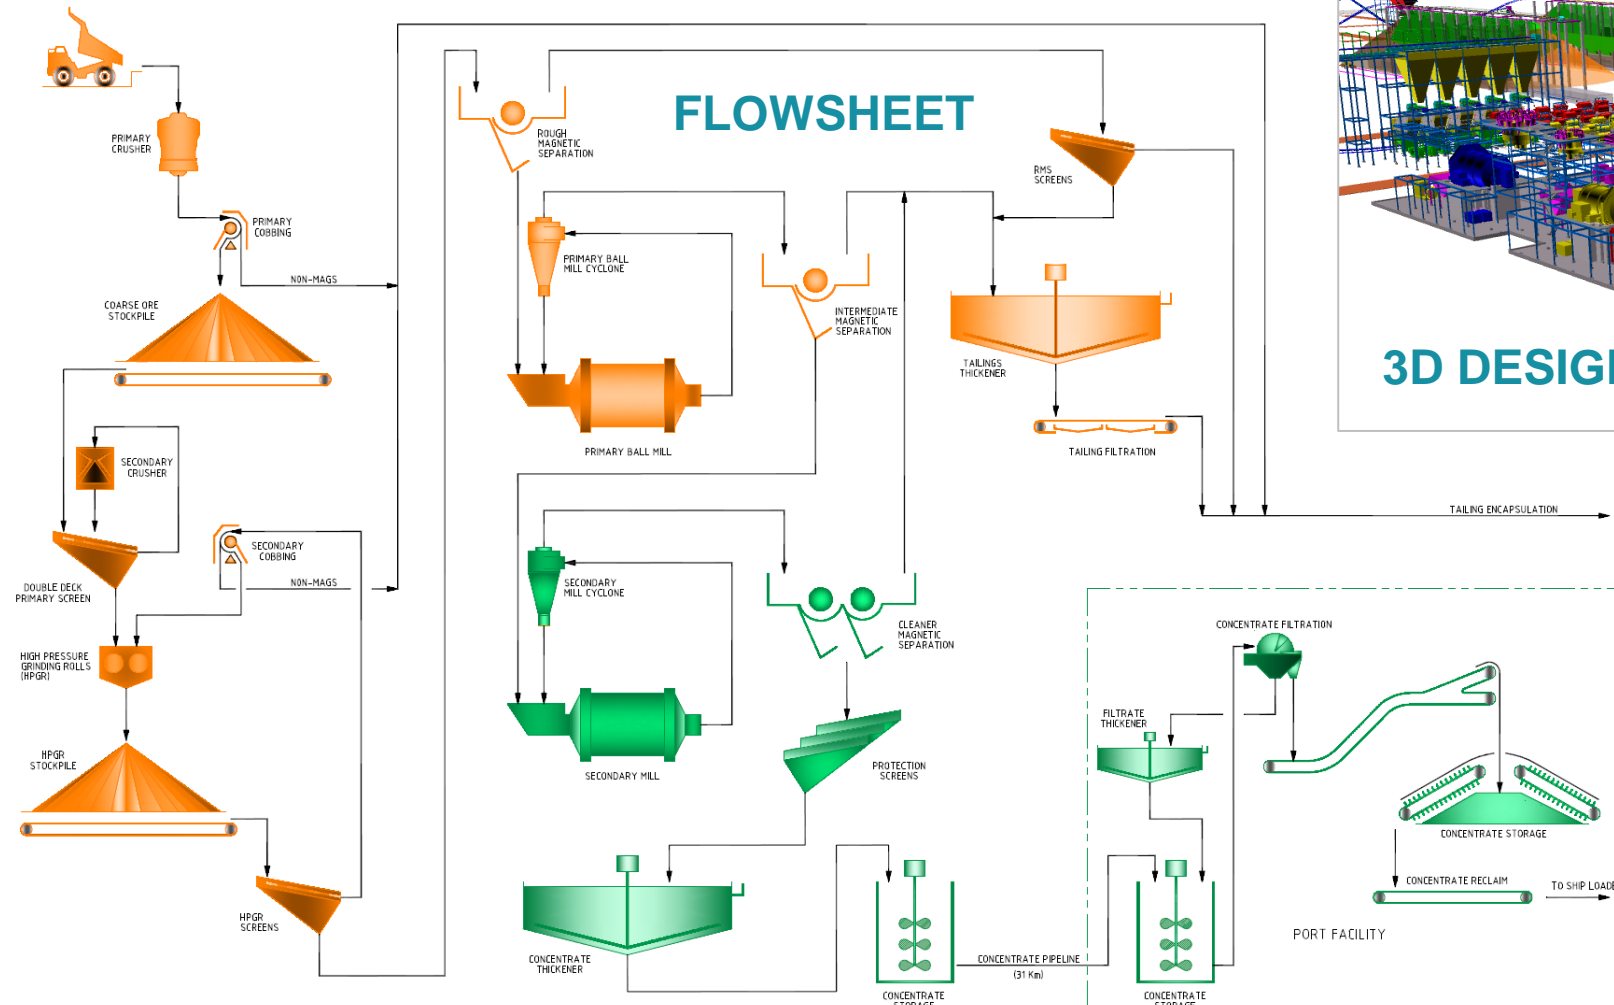 FLOWSHEET
PRIMARY
CRUSHER
ROUGH
MAGNETIC
SEPARATION
RMS
SCREENS
PRIMARY
COBBING
NON-MAGS
PRIMARY BALL
MILL CYCLONE
COARSE ORE
STOCKPILE
INTERMEDIATE
MAGNETIC
SEPARATION
TAILINGS
THICKENER
3D DESIG
PRIMARY BALL MILL
TAILING FILTRATION
SECONDARY
CRUSHER
TAILING ENCAPSULATION
SECONDARY
COBBING
NON-MAGS
DOUBLE DECK
PRIMARY SCREEN
SECONDARY
MILL CYCLONE
CLEANER
MAGNETIC
SEPARATION
CONCENTRATE FILTRATION
HIGH PRESSURE
GRINDING ROLLS
(HPGR)
FILTRATE
THICKENER
HPGR
STOCKPILE
SECONDARY MILL
PROTECTION
SCREENS
CONCENTRATE STORAGE
CONCENTRATE RECLAIM
TO SHIP LOADE
HPGR
SCREENS
PORT FACILITY
CONCENTRATE
THICKENER
CONCENTRATE PIPELINE
(31 Km)
CONCENTRATE
STORAGE
CONCENTRATE
STORAGE